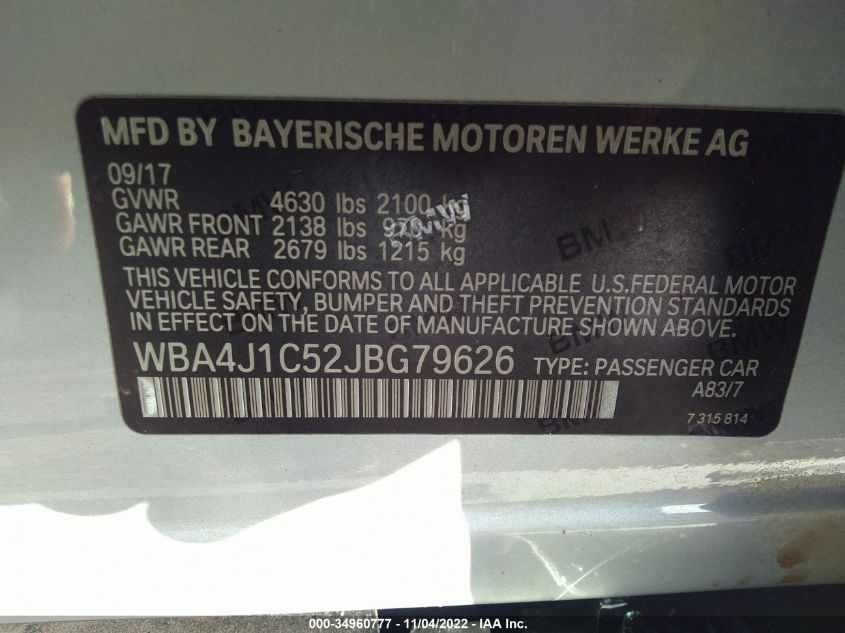 MFD BY BAYERISCHE MOTOREN WERKE AG
09/17
GVWR 4630 lbs 2100 kg
GAWR FRONT 2138 lbs kg
GAWR REAR 2679 lbs 1215 kg
THIS VEHICLE CONFORMS TO ALL APPLICABLE U.S.FEDERAL MOTOR
VEHICLE SAFETY, BUMPER AND THEFT PREVENTION STANDARDS
IN EFFECT ON THE DATE OF MANUFACTURE SHOWN ABOVE.
WBA4J1C52JBG79626 TYPE: PASSENGER CAR
A83/7
7 315 814
000-34960777 - 11/04/2022 - IAA Inc.